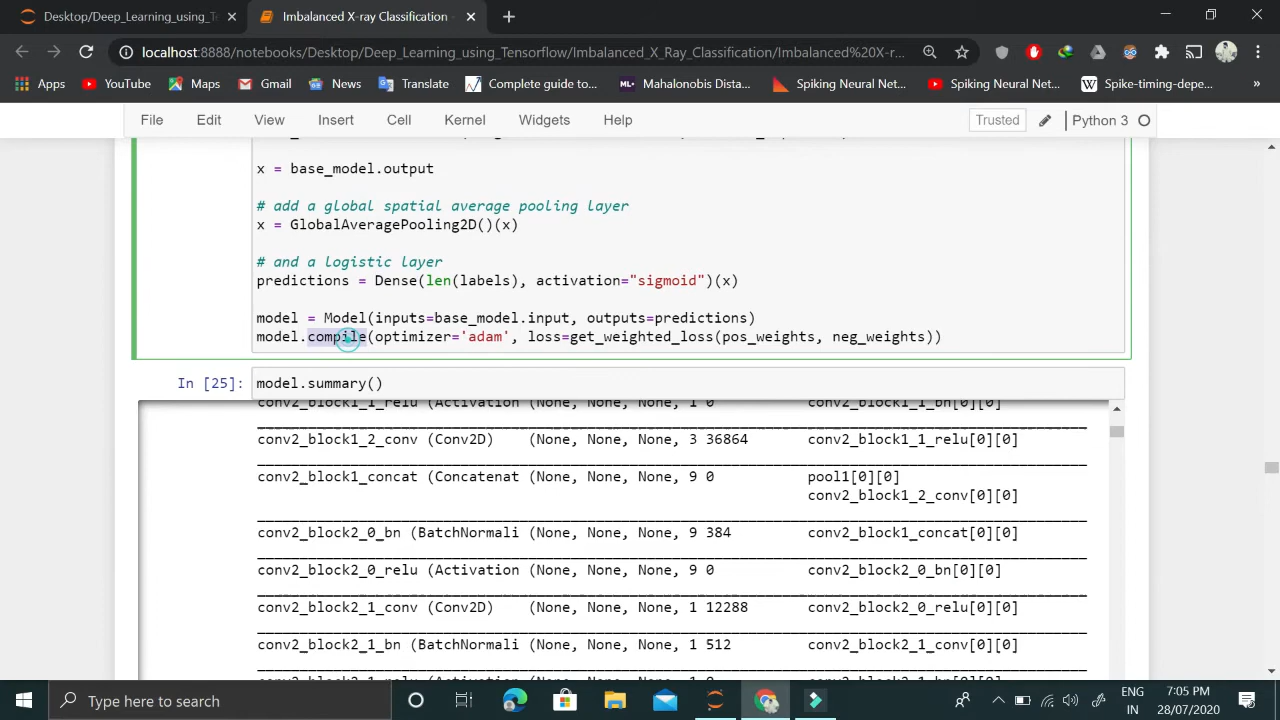 Desktop/Deep_Learning_using_Te
Imbalanced X-ray Classification -
localhost:8888/notebooks/Desktop/Deep_Learning_using_Tensorflow/Imbalanced_X_Ray_Classification/Imbalanced%20X-r...
Apps YouTube Maps Gmail News Translate Complete guide to... ML+ Mahalonobis Dista... Spiking Neural Net... Spiking Neural Net... W Spike-timing-depe... »
File Edit View Insert Cell Kernel Widgets Help Trusted Python 3
x = base_model.output
# add a global spatial average pooling layer
x = GlobalAveragePooling2D()(x)
# and a logistic layer
predictions = Dense(len(labels), activation="sigmoid")(x)
model = Model(inputs=base_model.input, outputs=predictions)
model.compile(optimizer='adam', loss=get_weighted_loss(pos_weights, neg_weights))
In [25]: model.summary()
conv2_block1_1_relu (Activation (None, None, None, 1 0 conv2_block1_1_bn[0][0]
conv2_block1_2_conv (Conv2D) (None, None, None, 3 36864 conv2_block1_1_relu[0][0]
conv2_block1_concat (Concatenat (None, None, None, 9 0 pool1[0][0]
conv2_block1_2_conv[0][0]
conv2_block2_0_bn (BatchNormali (None, None, None, 9 384 conv2_block1_concat[0][0]
conv2_block2_0_relu (Activation (None, None, None, 9 0 conv2_block2_0_bn[0][0]
conv2_block2_1_conv (Conv2D) (None, None, None, 1 12288 conv2_block2_0_relu[0][0]
conv2_block2_1_bn (BatchNormali (None, None, None, 1 512 conv2_block2_1_conv[0][0]
Type here to search
ENG 7:05 PM
IN 28/07/2020